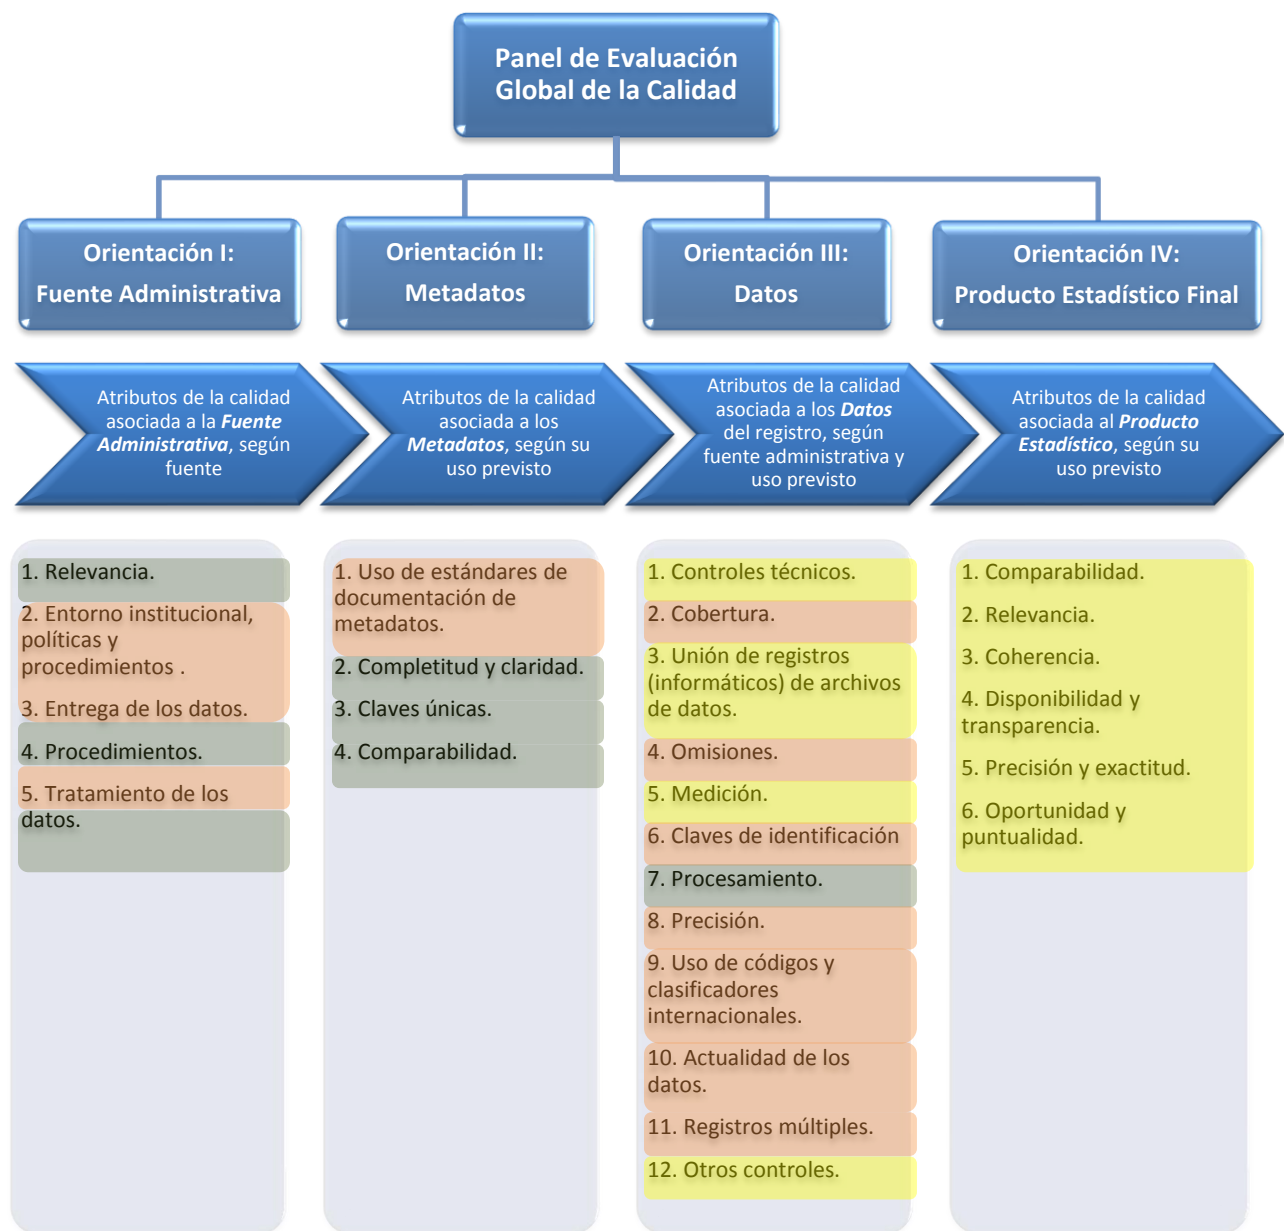 Panel de Evaluación
Global de la Calidad
Orientación I:
Fuente Administrativa
Orientación II:
Metadatos
Orientación III:
Datos
Orientación IV:
Producto Estadístico Final
Atributos de la calidad
asociada a la Fuente
Administrativa, según
fuente
Atributos de la calidad
asociada a los
Metadatos, según su
uso previsto
Atributos de la calidad
asociada a los Datos
del registro, según
fuente administrativa y
uso previsto
Atributos de la calidad
asociada al Producto
Estadístico, según su
uso previsto
1. Relevancia.
2. Entorno institucional,
políticas y
procedimientos .
3. Entrega de los datos.
4. Procedimientos.
5. Tratamiento de los
datos.
1. Uso de estándares de
documentación de
metadatos.
2. Completitud y claridad.
3. Claves únicas.
4. Comparabilidad.
1. Controles técnicos.
2. Cobertura.
3. Unión de registros
(informáticos) de archivos
de datos.
4. Omisiones.
5. Medición.
6. Claves de identificación
7. Procesamiento.
8. Precisión.
9. Uso de códigos y
clasificadores
internacionales.
10. Actualidad de los
datos.
11. Registros múltiples.
12. Otros controles.
1. Comparabilidad.
2. Relevancia.
3. Coherencia.
4. Disponibilidad y
transparencia.
5. Precisión y exactitud.
6. Oportunidad y
puntualidad.